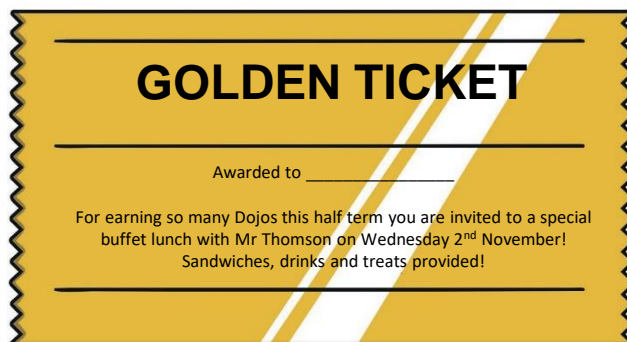 GOLDEN TICKET
Awarded to ________________
For earning so many Dojos this half term you are invited to a special
buffet lunch with Mr Thomson on Wednesday 2nd November!
Sandwiches, drinks and treats provided!